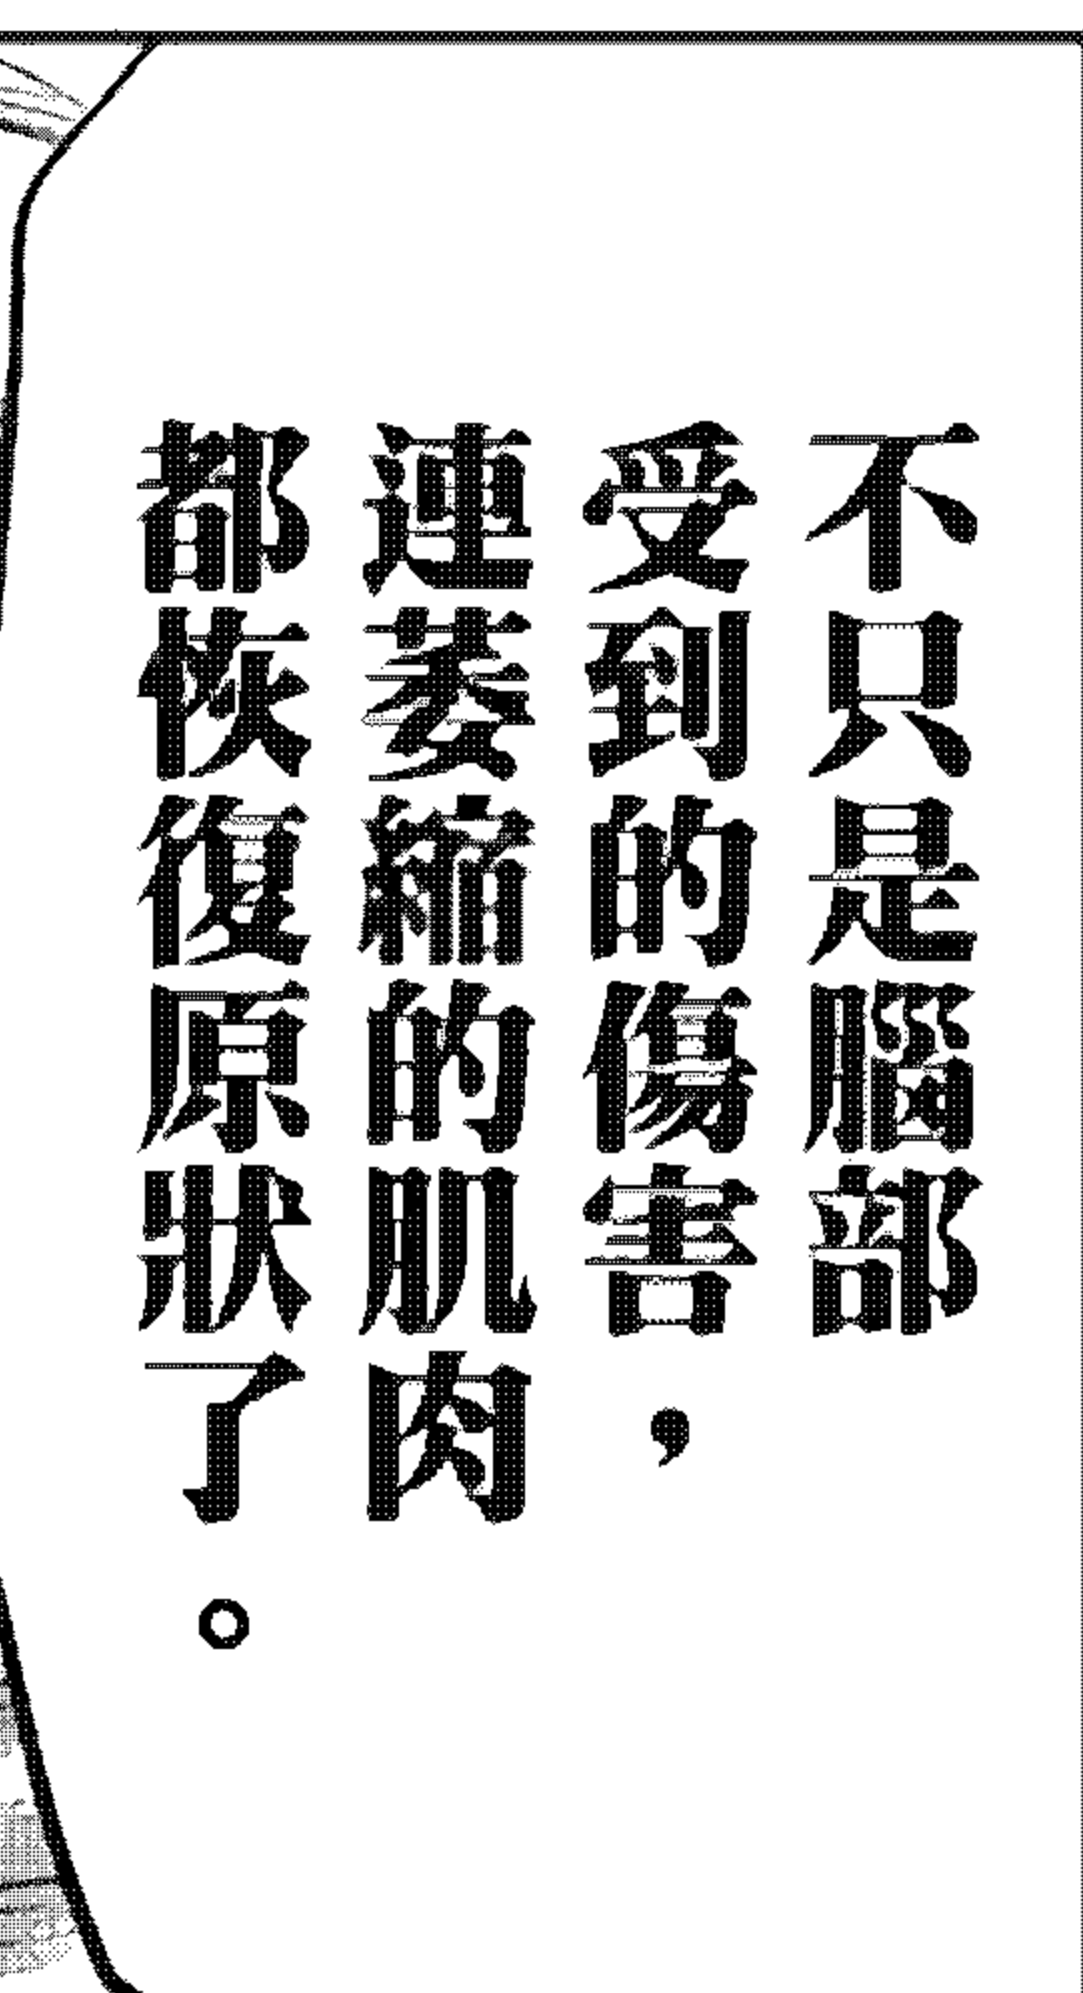 不只是腦部
受到的傷害，
連萎縮的肌肉
都恢復原狀了。